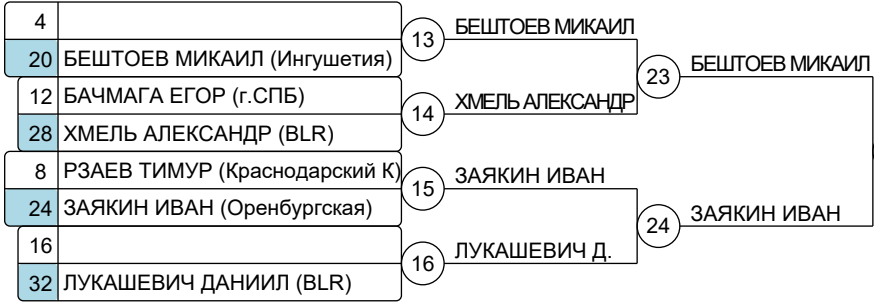 4
20 БЕШТОЕВ МИКАИЛ (Ингушетия)
13 БЕШТОЕВ МИКАИЛ
12 БАЧМАГА ЕГОР (г.СПБ)
28 ХМЕЛЬ АЛЕКСАНДР (BLR)
14 ХМЕЛЬ АЛЕКСАНДР
23 БЕШТОЕВ МИКАИЛ
8 РЗАЕВ ТИМУР (Краснодарский К)
24 ЗАЯКИН ИВАН (Оренбургская)
15 ЗАЯКИН ИВАН
16
32 ЛУКАШЕВИЧ ДАНИИЛ (BLR)
16 ЛУКАШЕВИЧ Д.
24 ЗАЯКИН ИВАН